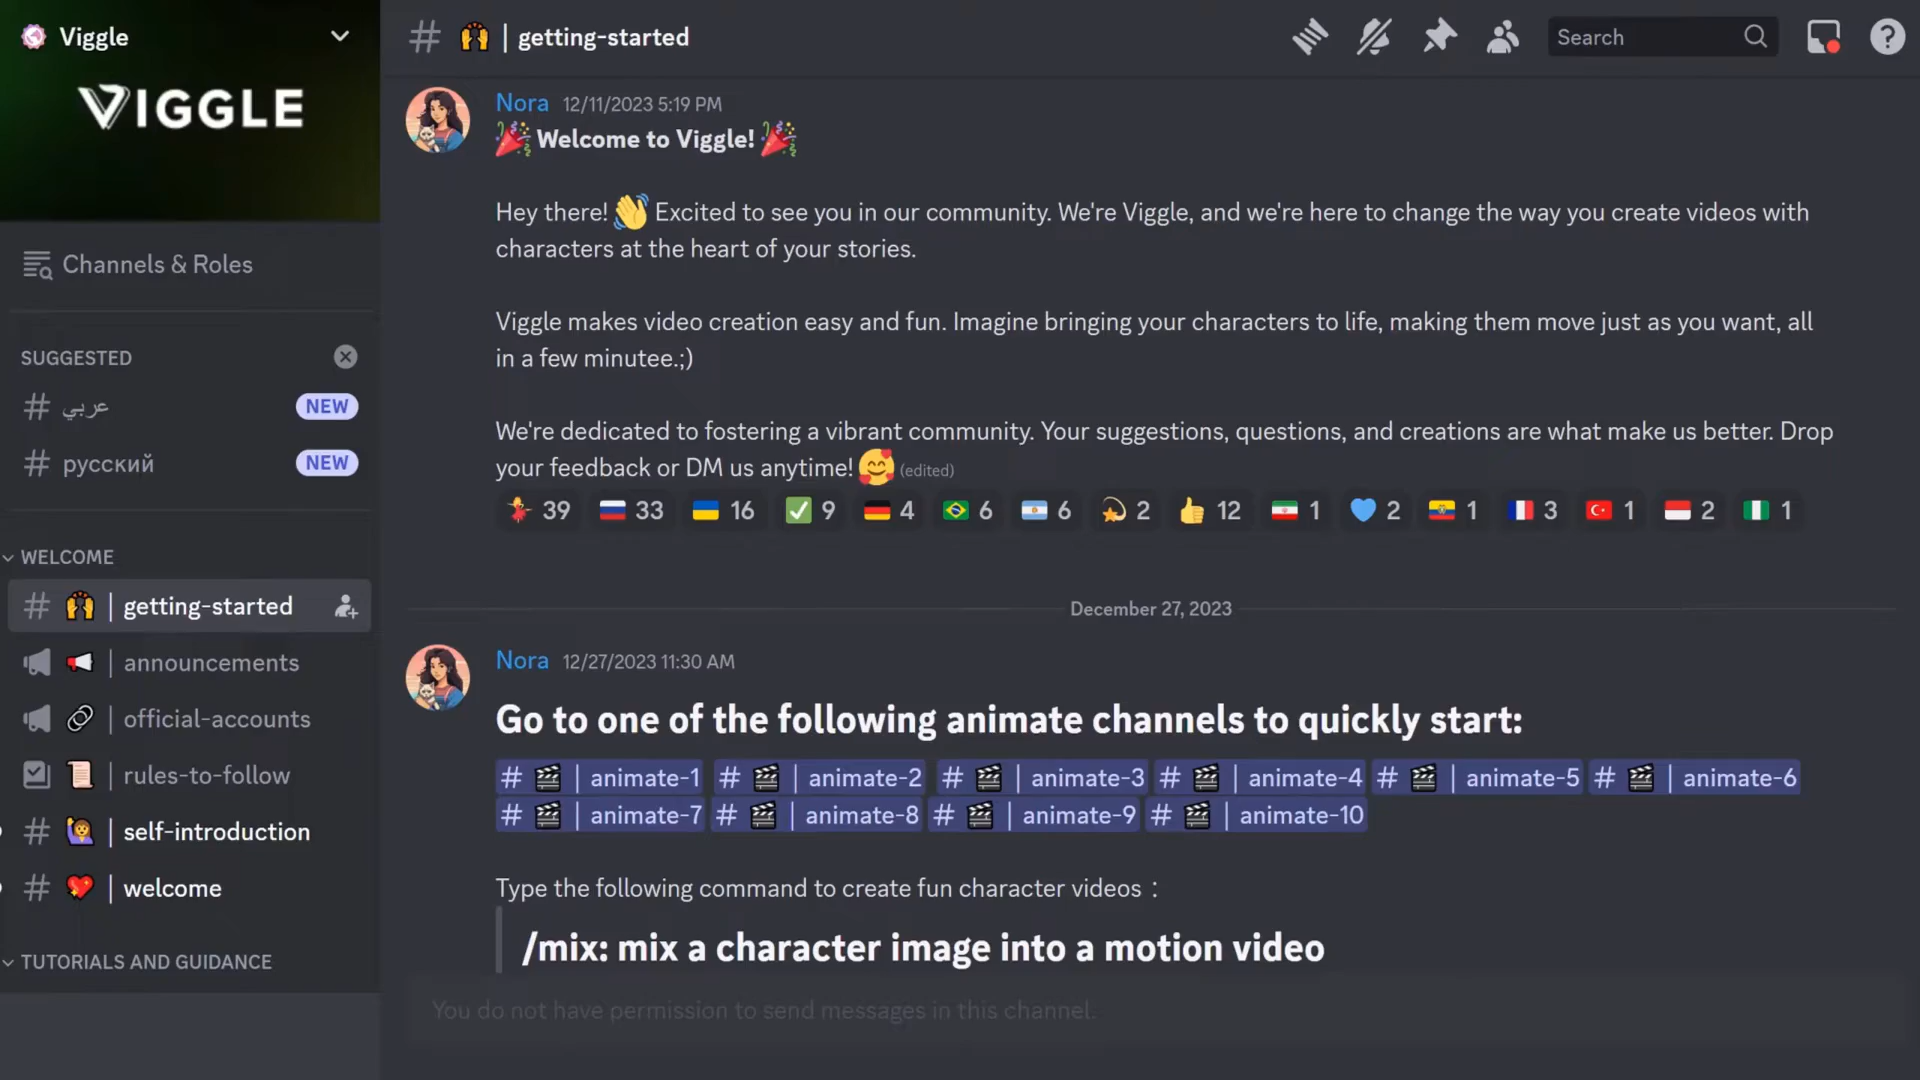 Viggle
VIGGLE
Channels & Roles
SUGGESTED
# عربي NEW
# русский NEW
WELCOME
# | getting-started
| announcements
| official-accounts
| rules-to-follow
# | self-introduction
# | welcome
TUTORIALS AND GUIDANCE
# | getting-started
Search
Nora 12/11/2023 5:19 PM
Welcome to Viggle!
Hey there! Excited to see you in our community. We're Viggle, and we're here to change the way you create videos with
characters at the heart of your stories.
Viggle makes video creation easy and fun. Imagine bringing your characters to life, making them move just as you want, all
in a few minutee.;)
We're dedicated to fostering a vibrant community. Your suggestions, questions, and creations are what make us better. Drop
your feedback or DM us anytime! (edited)
39 33 16 9 4 6 6 2 12 1 2 1 3 1 2 1
December 27, 2023
Nora 12/27/2023 11:30 AM
Go to one of the following animate channels to quickly start:
# | animate-1 # | animate-2 # | animate-3 # | animate-4 # | animate-5 # | animate-6
# | animate-7 # | animate-8 # | animate-9 # | animate-10
Type the following command to create fun character videos：
/mix: mix a character image into a motion video
You do not have permission to send messages in this channel.